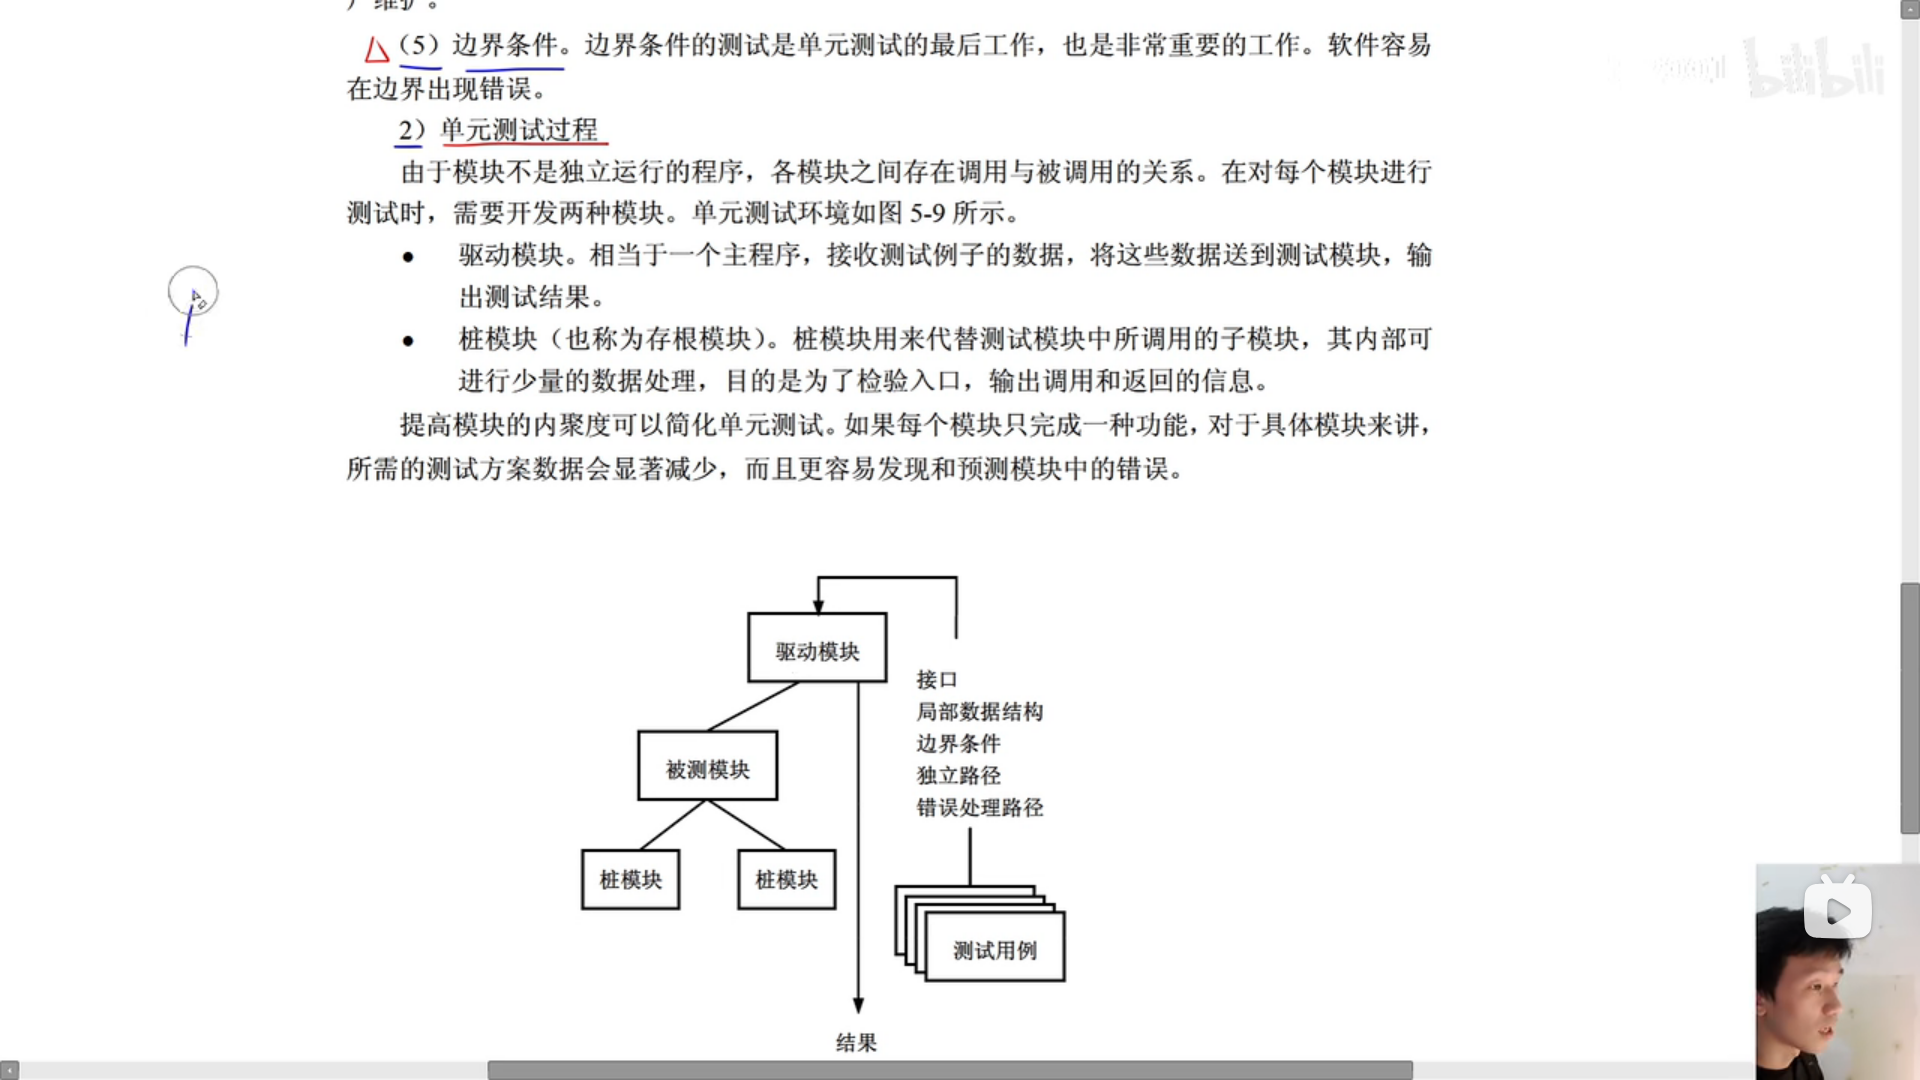 （5）边界条件。边界条件的测试是单元测试的最后工作，也是非常重要的工作。软件容易
在边界出现错误。
2）单元测试过程
由于模块不是独立运行的程序，各模块之间存在调用与被调用的关系。在对每个模块进行
测试时，需要开发两种模块。单元测试环境如图 5-9 所示。
● 驱动模块。相当于一个主程序，接收测试例子的数据，将这些数据送到测试模块，输
出测试结果。
● 桩模块（也称为存根模块）。桩模块用来代替测试模块中所调用的子模块，其内部可
进行少量的数据处理，目的是为了检验入口，输出调用和返回的信息。
提高模块的内聚度可以简化单元测试。如果每个模块只完成一种功能，对于具体模块来讲，
所需的测试方案数据会显著减少，而且更容易发现和预测模块中的错误。
驱动模块
接口
局部数据结构
边界条件
独立路径
错误处理路径
被测模块
桩模块
桩模块
测试用例
结果
bilibili